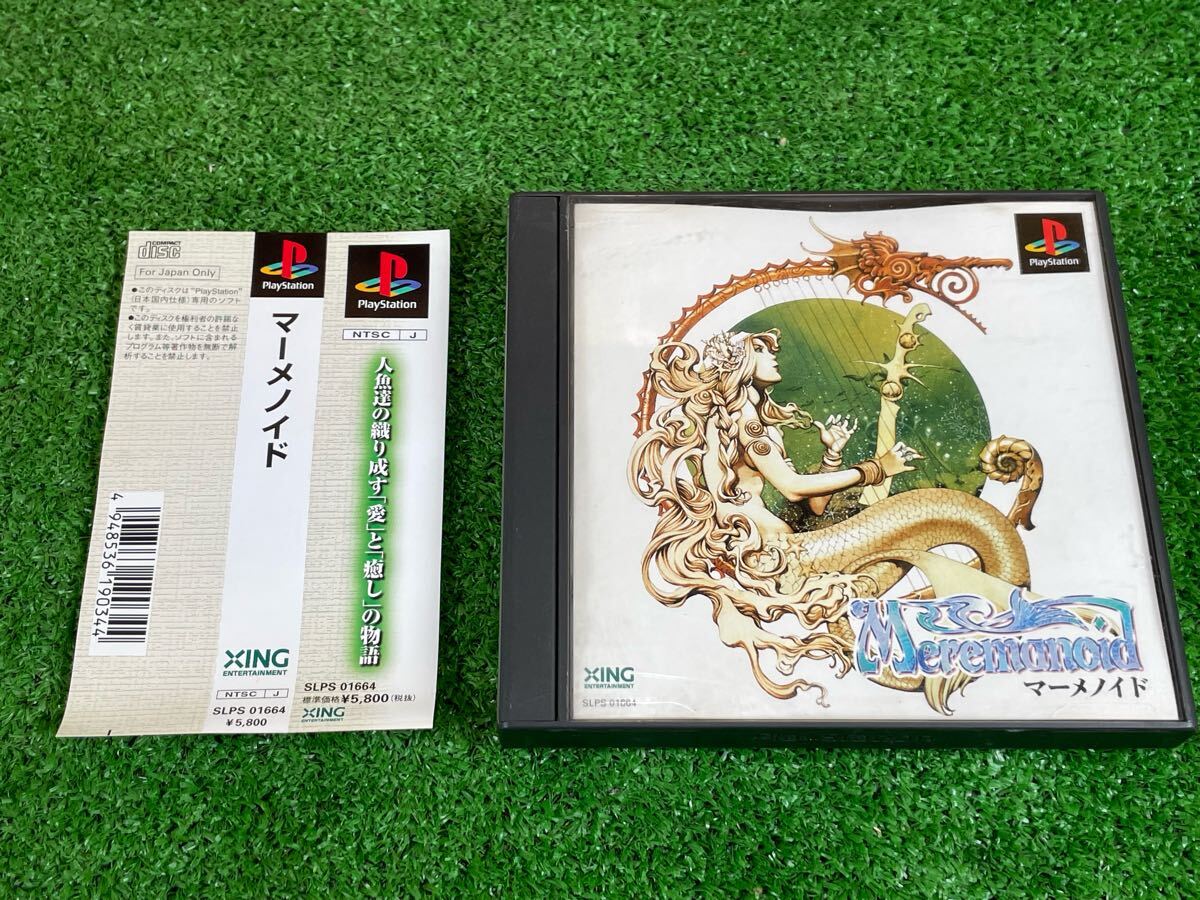 COMPACT
disc
For Japan Only
●このディスクは"PlayStation"
(日本国内仕様)専用のソフト
です。
●このディスクを権利者の許諾な
く賃貸業に使用することを禁止
します。また、ソフトに含まれる
プログラム等著作物を無断で解
析することを禁止します。
4 948536 190344
PlayStation
マーメノイド
XING
ENTERTAINMENT
NTSC J
SLPS 01664
¥5,800
PlayStation
NTSC J
人魚達の織り成す「愛」と「癒し」の物語
SLPS 01664
標準価格¥5,800(税抜)
XING
ENTERTAINMENT
PlayStation
Meremanoid
マーメノイド
XING
ENTERTAINMENT
SLPS 01664
PlayStation